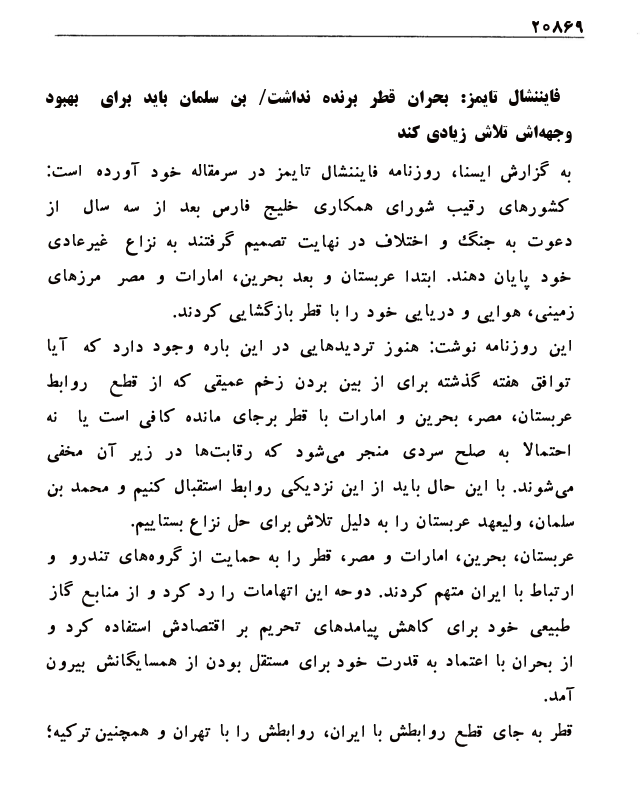 ۲۰۸۶۹
فایننشال تایمز: بحران قطر برنده نداشت/ بن سلمان باید برای بهبود
وجهه‌اش تلاش زیادی کند
به گزارش ایسنا، روزنامه فایننشال تایمز در سرمقاله خود آورده است:
کشورهای رقیب شورای همکاری خلیج فارس بعد از سه سال از
دعوت به جنگ و اختلاف در نهایت تصمیم گرفتند به نزاع غیرعادی
خود پایان دهند. ابتدا عربستان و بعد بحرین، امارات و مصر مرزهای
زمینی، هوایی و دریایی خود را با قطر بازگشایی کردند.
این روزنامه نوشت: هنوز تردیدهایی در این باره وجود دارد که آیا
توافق هفته گذشته برای از بین بردن زخم عمیقی که از قطع روابط
عربستان، مصر، بحرین و امارات با قطر برجای مانده کافی است یا نه
احتمالا به صلح سردی منجر می‌شود که رقابت‌ها در زیر آن مخفی
می‌شوند. با این حال باید از این نزدیکی روابط استقبال کنیم و محمد بن
سلمان، ولیعهد عربستان را به دلیل تلاش برای حل نزاع بستاییم.
عربستان، بحرین، امارات و مصر، قطر را به حمایت از گروه‌های تندرو و
ارتباط با ایران متهم کردند. دوحه این اتهامات را رد کرد و از منابع گاز
طبیعی خود برای کاهش پیامدهای تحریم بر اقتصادش استفاده کرد و
از بحران با اعتماد به قدرت خود برای مستقل بودن از همسایگانش بیرون
آمد.
قطر به جای قطع روابطش با ایران، روابطش را با تهران و همچنین ترکیه؛